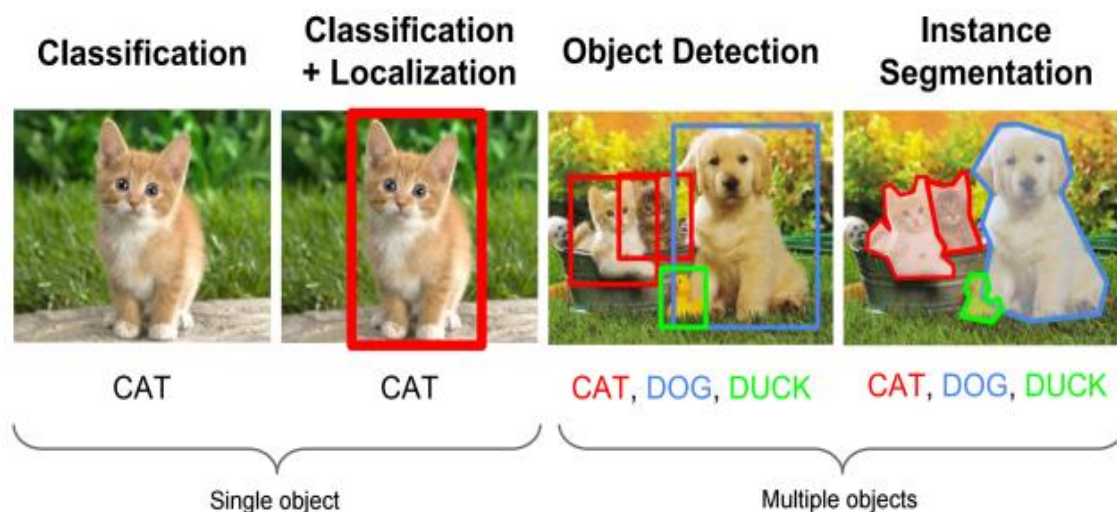 Classification
Classification
+ Localization
Object Detection
Instance
Segmentation
CAT
CAT
CAT, DOG, DUCK
CAT, DOG, DUCK
Single object
Multiple objects